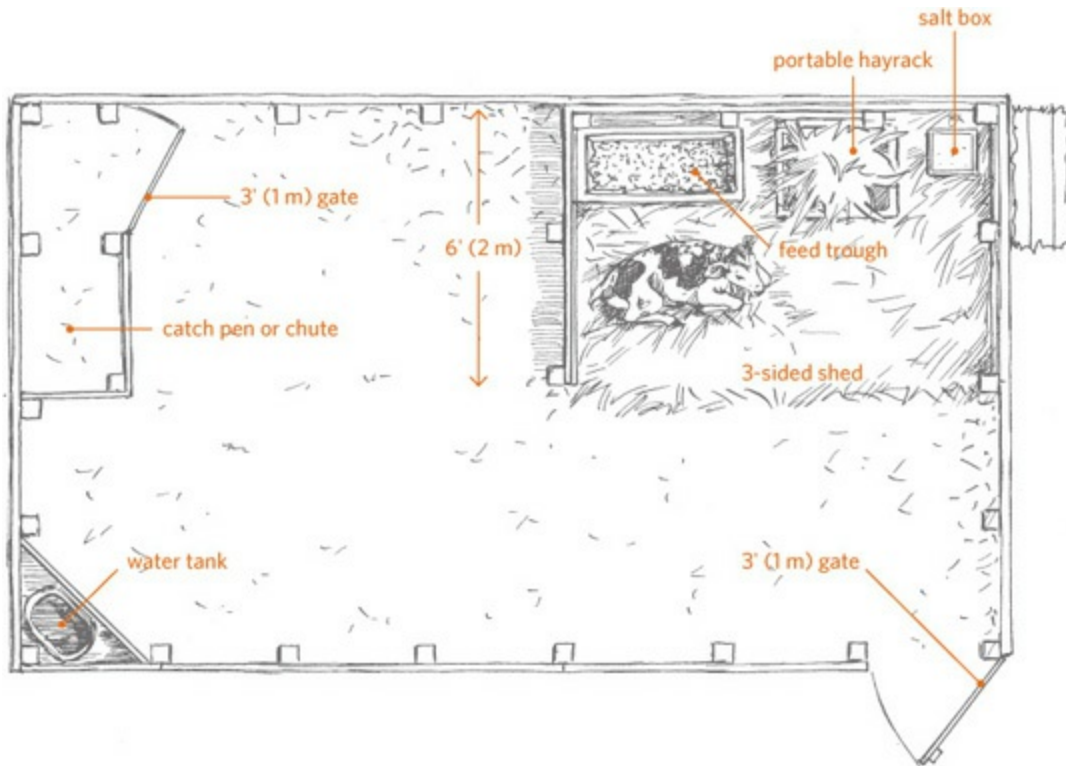 salt box
portable hayrack
3' (1 m) gate
6' (2 m)
feed trough
catch pen or chute
3-sided shed
water tank
3' (1 m) gate